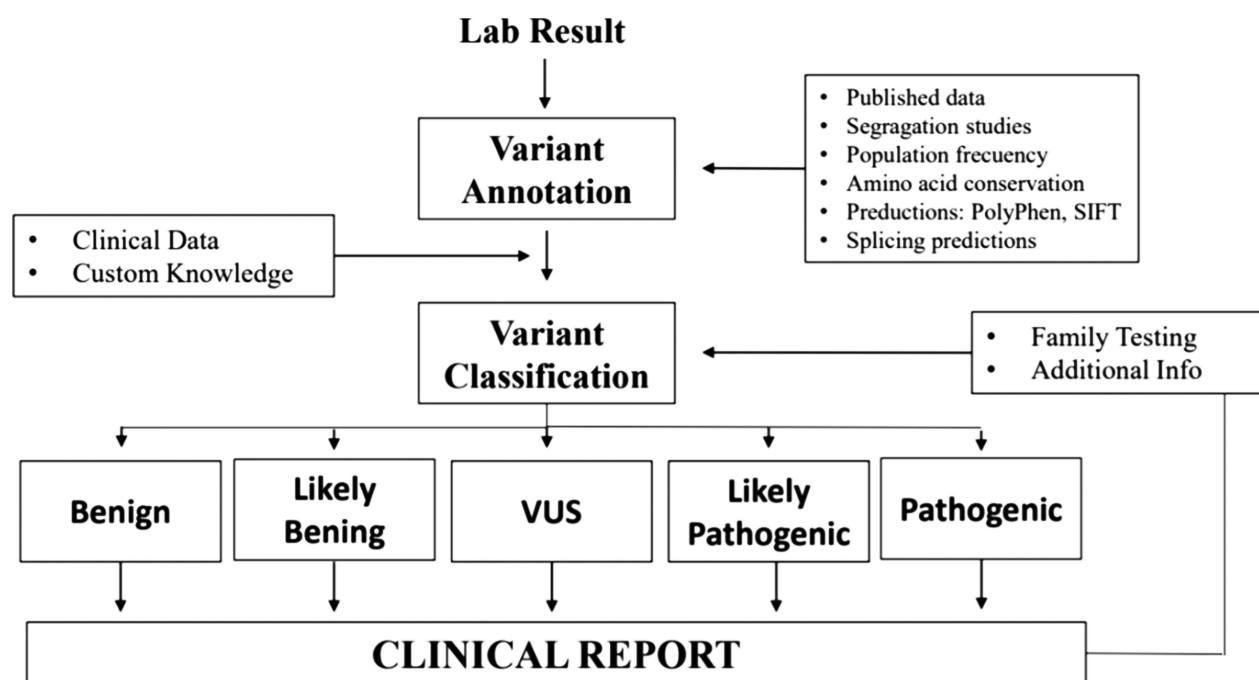 Lab Result
Variant
Annotation
• Published data
• Segragation studies
• Population frecuency
• Amino acid conservation
• Preductions: PolyPhen, SIFT
• Splicing predictions
• Clinical Data
• Custom Knowledge
Variant
Classification
• Family Testing
• Additional Info
Benign
Likely
Bening
VUS
Likely
Pathogenic
Pathogenic
CLINICAL REPORT